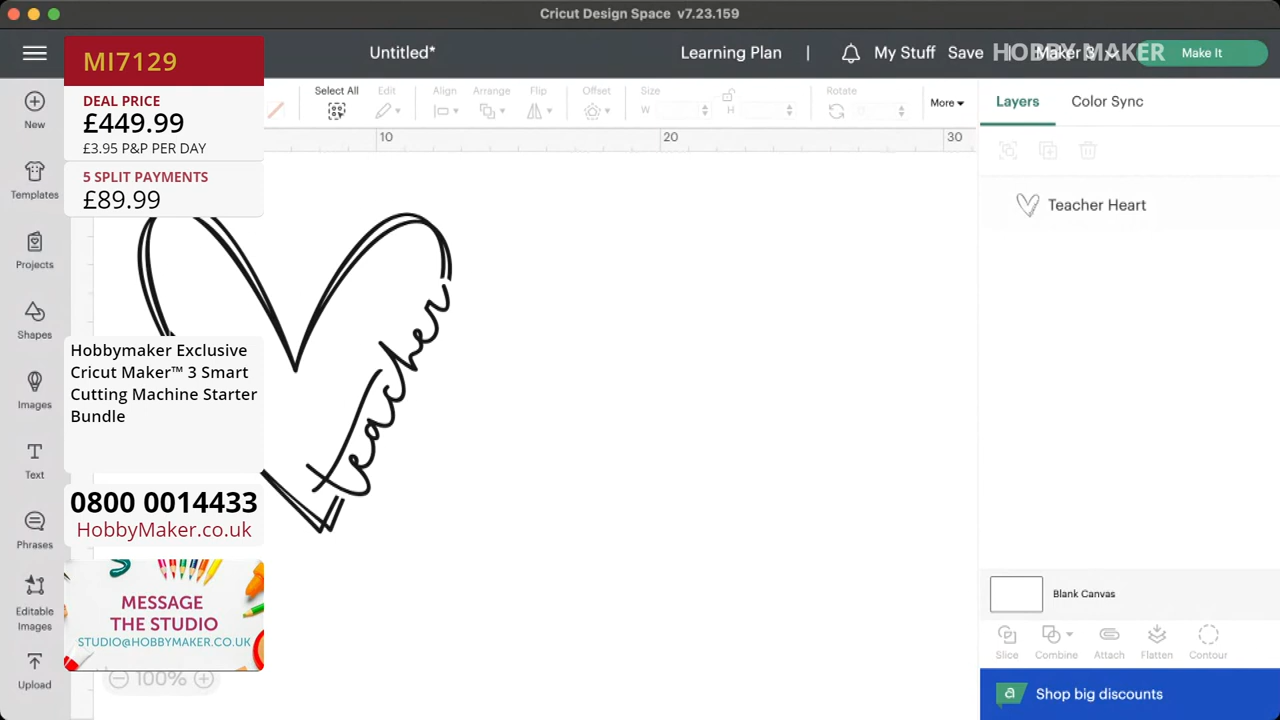 Cricut Design Space v7.23.159
Untitled*
Learning Plan
|
My Stuff
Save
HOBBY MAKER
Maker 3
Make It
MI7129
DEAL PRICE
£449.99
£3.95 P&P PER DAY
5 SPLIT PAYMENTS
£89.99
Hobbymaker Exclusive
Cricut Maker™ 3 Smart
Cutting Machine Starter
Bundle
0800 0014433
HobbyMaker.co.uk
MESSAGE
THE STUDIO
STUDIO@HOBBYMAKER.CO.UK
New
Templates
Projects
Shapes
Images
Text
Phrases
Editable
Images
Upload
Select All
Edit
Align
Arrange
Flip
Offset
Size
W
H
Rotate
More
10
20
30
teacher
100%
Layers
Color Sync
Teacher Heart
Blank Canvas
Slice
Combine
Attach
Flatten
Contour
a
Shop big discounts